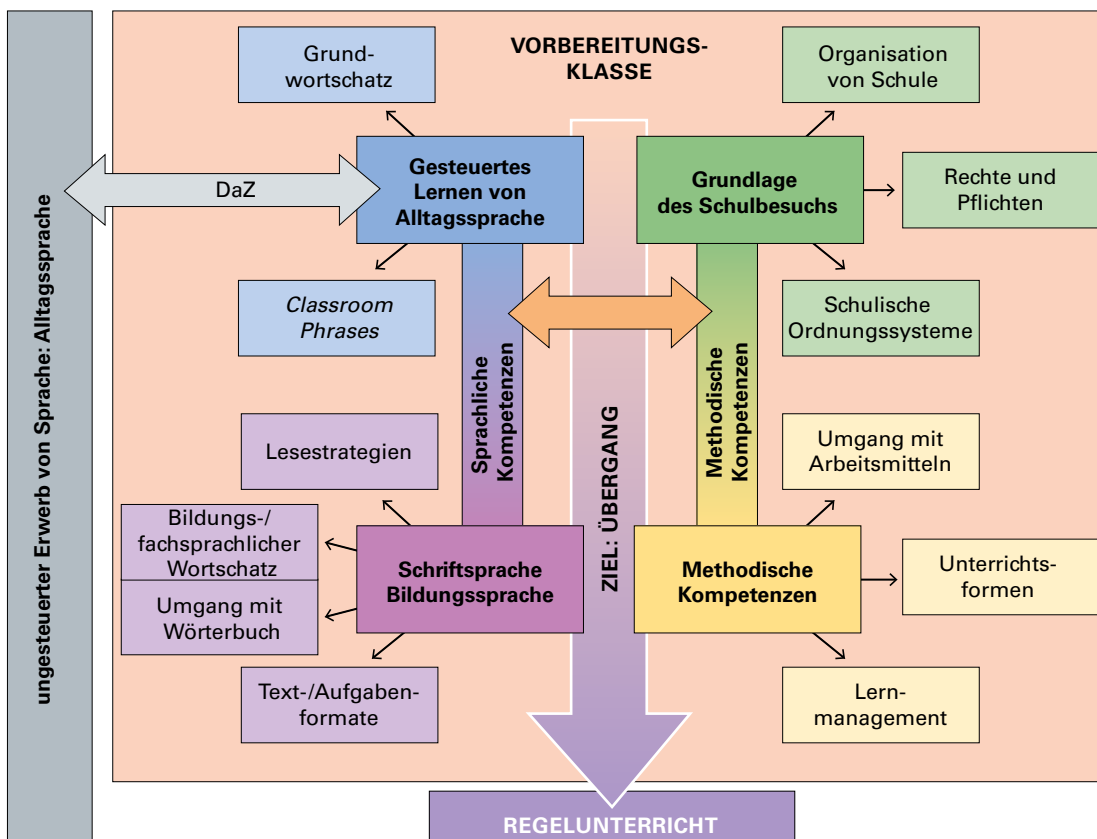 VORBEREITUNGS-
KLASSE
Grund-
wortschatz
Organisation
von Schule
ungesteuerter Erwerb von Sprache: Alltagssprache
DaZ
Gesteuertes
Lernen von
Alltagssprache
Grundlage
des Schulbesuchs
Rechte und
Pflichten
Classroom
Phrases
Schulische
Ordnungssysteme
Sprachliche
Kompetenzen
Methodische
Kompetenzen
ZIEL: ÜBERGANG
Lesestrategien
Umgang mit
Arbeitsmitteln
Bildungs-/
fachsprachlicher
Wortschatz
Umgang mit
Wörterbuch
Schriftsprache
Bildungssprache
Methodische
Kompetenzen
Unterrichts-
formen
Text-/Aufgaben-
formate
Lern-
management
REGELUNTERRICHT